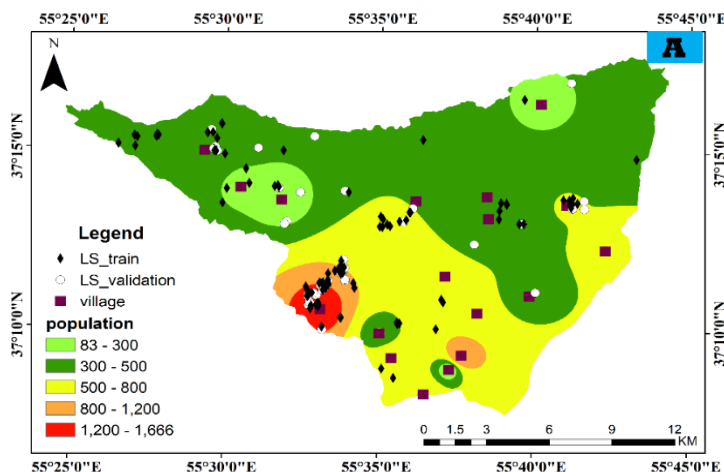 55°25'0"E 55°30'0"E 55°35'0"E 55°40'0"E 55°45'0"E
N
A
37°15'0"N
37°15'0"N
Legend
LS_train
LS_validation
village
population
83 - 300
300 - 500
500 - 800
800 - 1,200
1,200 - 1,666
37°10'0"N
37°10'0"N
0 1.5 3 6 9 12
KM
55°25'0"E 55°30'0"E 55°35'0"E 55°40'0"E 55°45'0"E